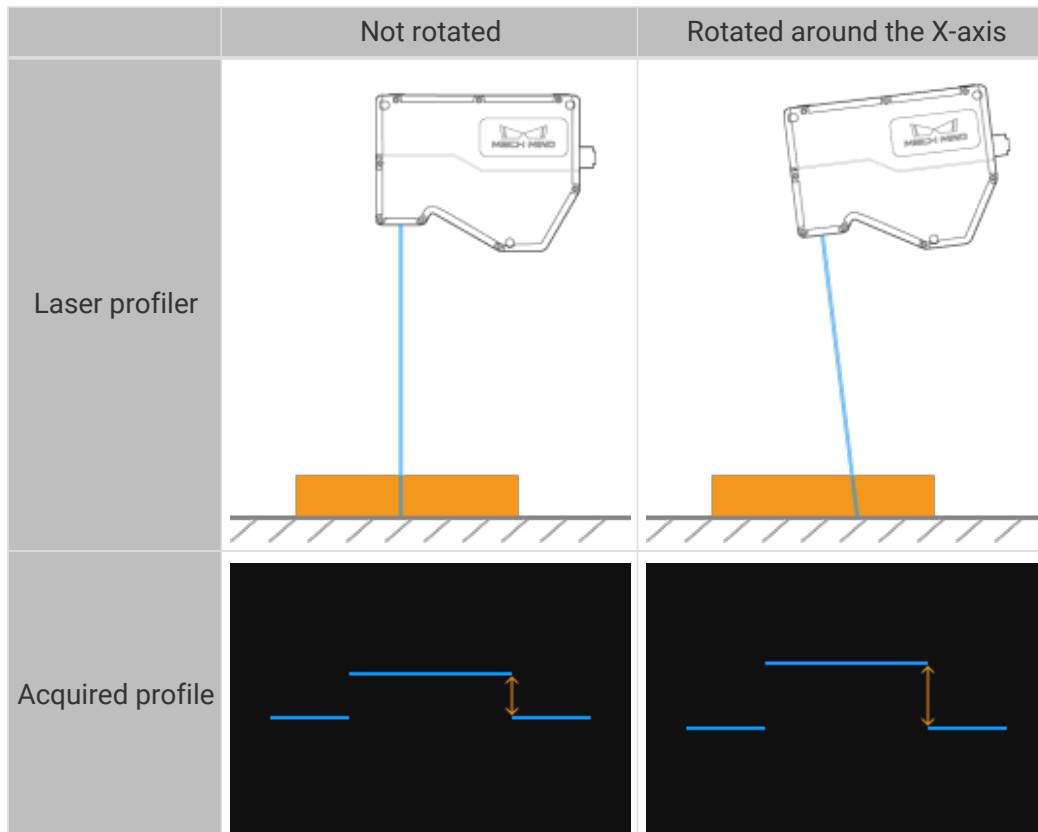 Not rotated
Rotated around the X-axis
MECH MIND
MECH MIND
Laser profiler
Acquired profile